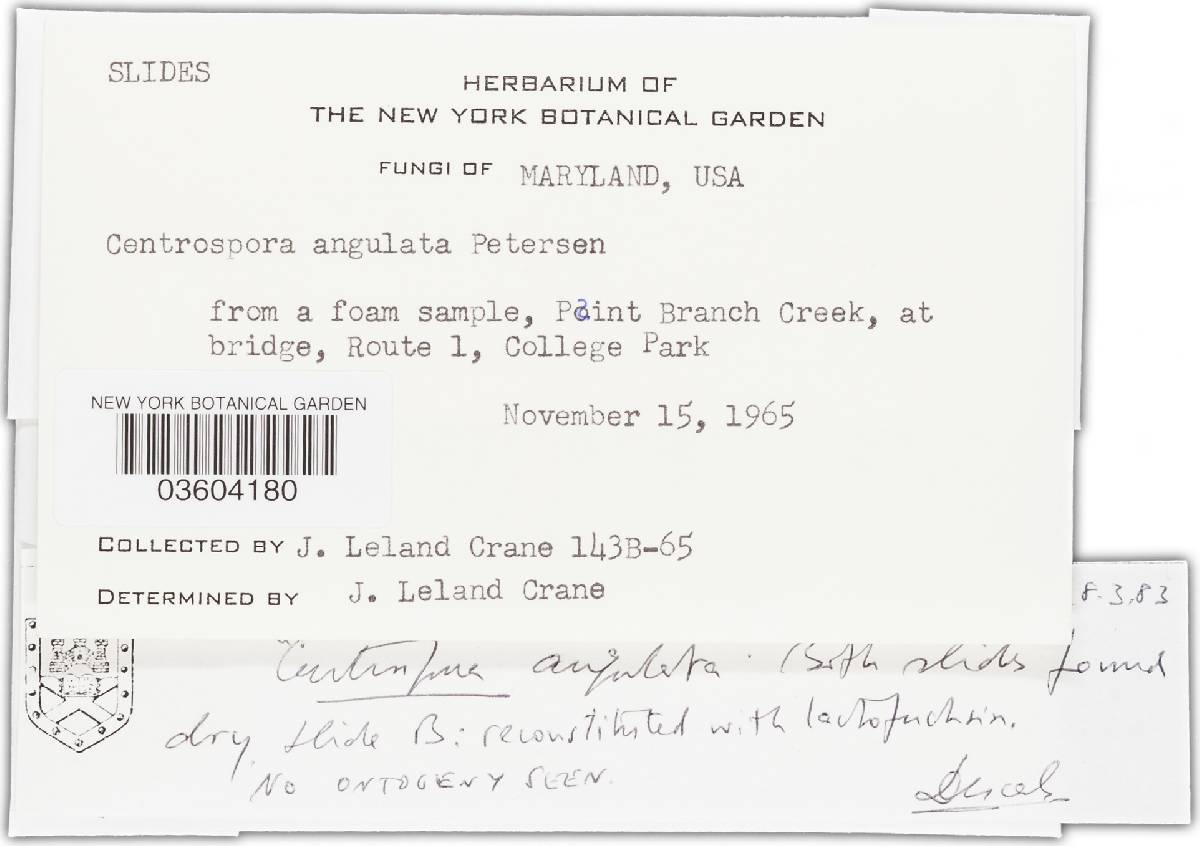 SLIDES
HERBARIUM OF
THE NEW YORK BOTANICAL GARDEN
FUNGI OF MARYLAND, USA
Centrospora angulata Petersen
from a foam sample, Paint Branch Creek, at
bridge, Route 1, College Park
November 15, 1965
NEW YORK BOTANICAL GARDEN
03604180
COLLECTED BY J. Leland Crane 143B-65
DETERMINED BY J. Leland Crane
8.3.83
Centrospora angulata. (Both slides found
dry. Slide B: reconstituted with lactofuchsin.
NO ONTOGENY SEEN.